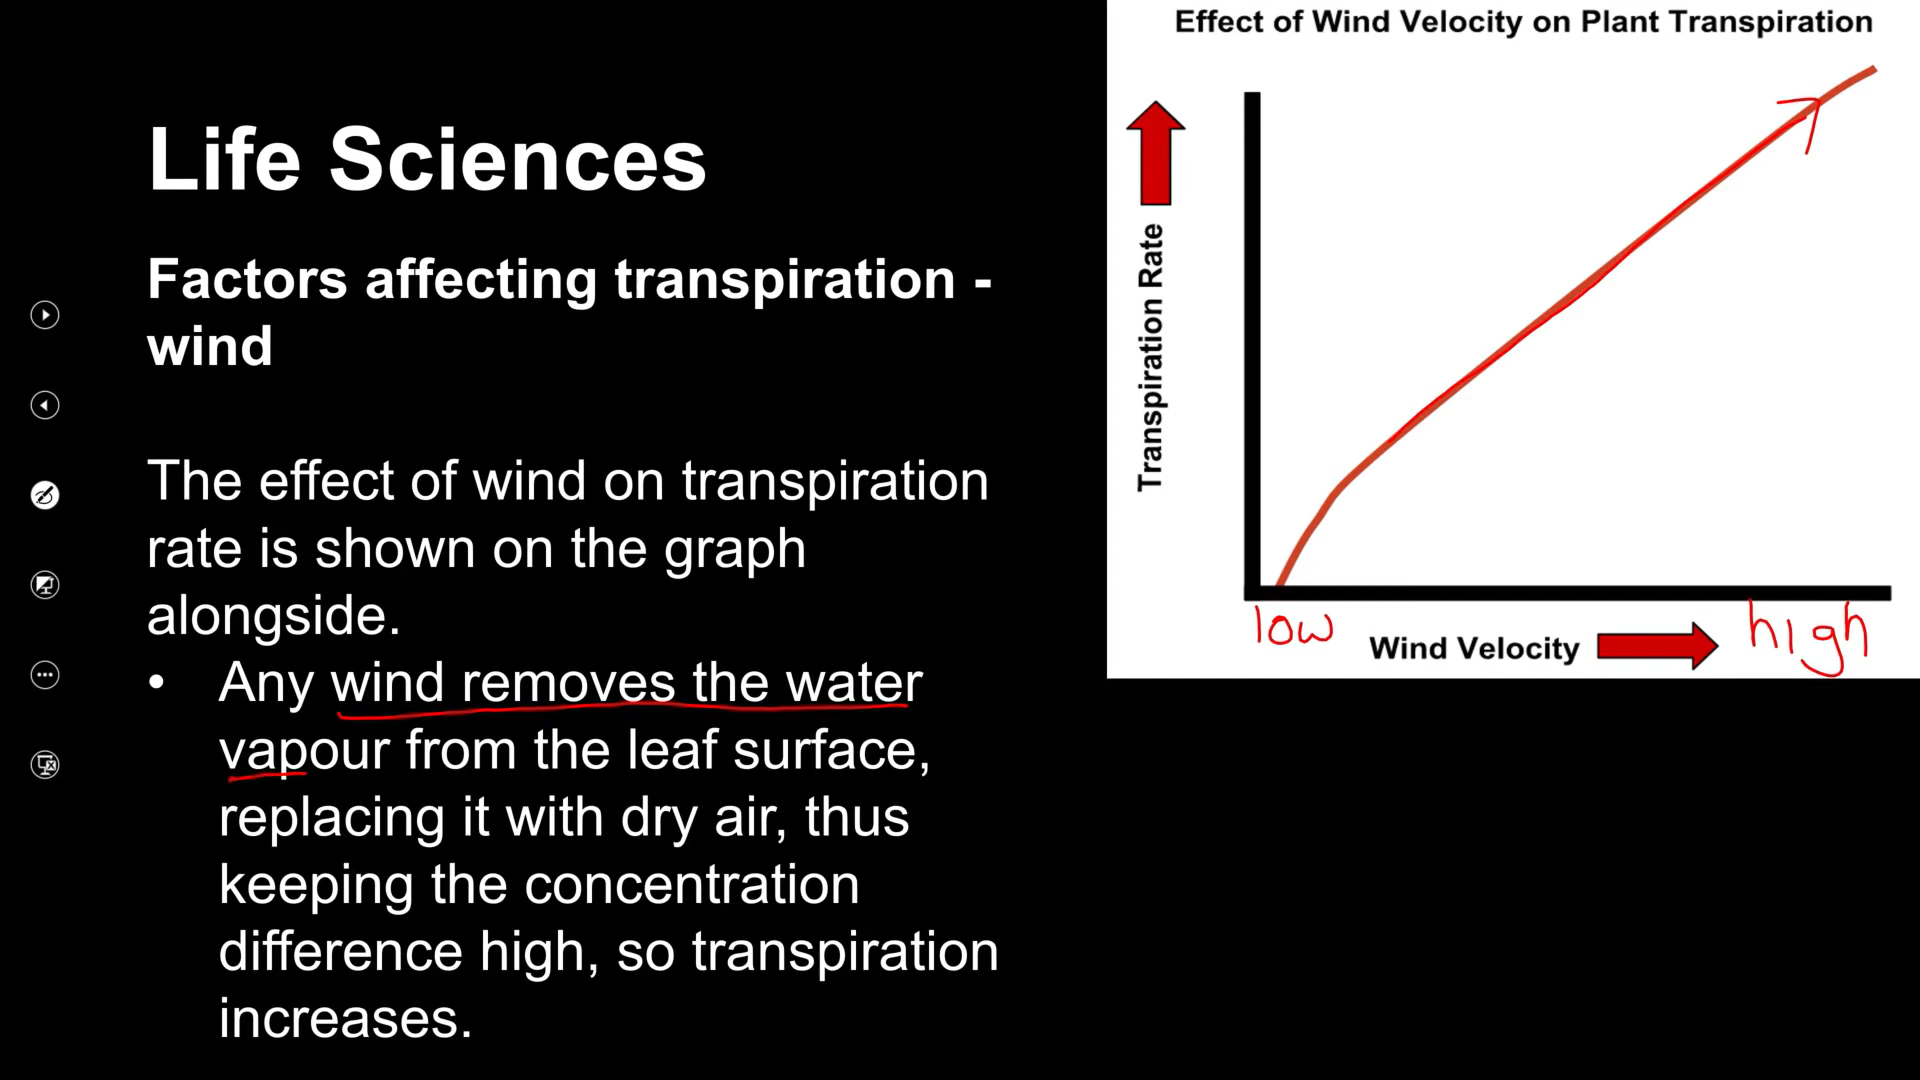 Life Sciences
Factors affecting transpiration -
wind
The effect of wind on transpiration
rate is shown on the graph
alongside.
• Any wind removes the water
vapour from the leaf surface,
replacing it with dry air, thus
keeping the concentration
difference high, so transpiration
increases.
Effect of Wind Velocity on Plant Transpiration
Transpiration Rate
low
Wind Velocity
high